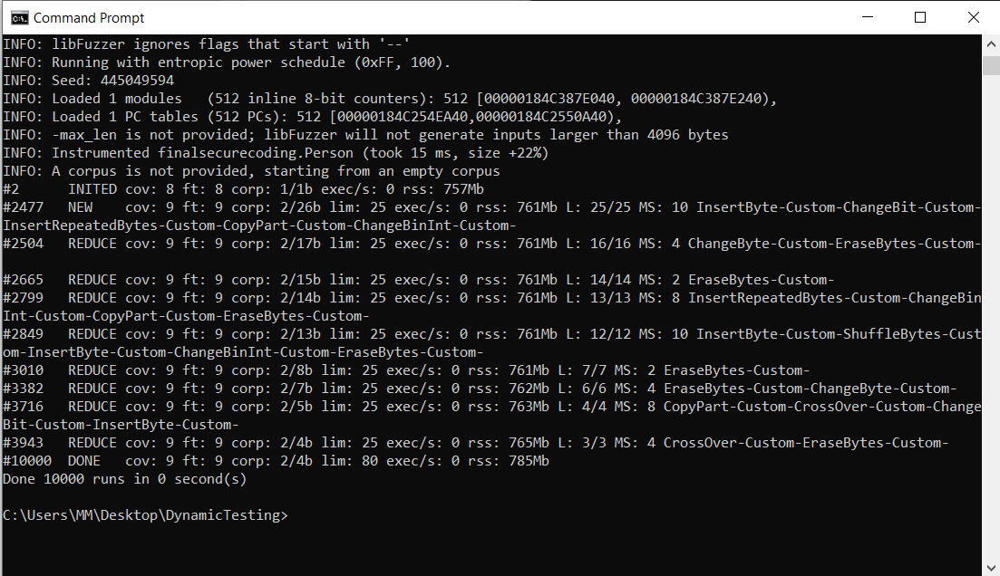 Command Prompt
INFO: libFuzzer ignores flags that start with '--'
INFO: Running with entropic power schedule (0xFF, 100).
INFO: Seed: 445049594
INFO: Loaded 1 modules   (512 inline 8-bit counters): 512 [00000184C387E040, 00000184C387E240),
INFO: Loaded 1 PC tables (512 PCs): 512 [00000184C254EA40,00000184C2550A40),
INFO: -max_len is not provided; libFuzzer will not generate inputs larger than 4096 bytes
INFO: Instrumented finalsecurecoding.Person (took 15 ms, size +22%)
INFO: A corpus is not provided, starting from an empty corpus
#2      INITED cov: 8 ft: 8 corp: 1/1b exec/s: 0 rss: 757Mb
#2477   NEW    cov: 9 ft: 9 corp: 2/26b lim: 25 exec/s: 0 rss: 761Mb L: 25/25 MS: 10 InsertByte-Custom-ChangeBit-Custom-
InsertRepeatedBytes-Custom-CopyPart-Custom-ChangeBinInt-Custom-
#2504   REDUCE cov: 9 ft: 9 corp: 2/17b lim: 25 exec/s: 0 rss: 761Mb L: 16/16 MS: 4 ChangeByte-Custom-EraseBytes-Custom-
#2665   REDUCE cov: 9 ft: 9 corp: 2/15b lim: 25 exec/s: 0 rss: 761Mb L: 14/14 MS: 2 EraseBytes-Custom-
#2799   REDUCE cov: 9 ft: 9 corp: 2/14b lim: 25 exec/s: 0 rss: 761Mb L: 13/13 MS: 8 InsertRepeatedBytes-Custom-ChangeBin
Int-Custom-CopyPart-Custom-EraseBytes-Custom-
#2849   REDUCE cov: 9 ft: 9 corp: 2/13b lim: 25 exec/s: 0 rss: 761Mb L: 12/12 MS: 10 InsertByte-Custom-ShuffleBytes-Cust
om-InsertByte-Custom-ChangeBinInt-Custom-EraseBytes-Custom-
#3010   REDUCE cov: 9 ft: 9 corp: 2/8b lim: 25 exec/s: 0 rss: 761Mb L: 7/7 MS: 2 EraseBytes-Custom-
#3382   REDUCE cov: 9 ft: 9 corp: 2/7b lim: 25 exec/s: 0 rss: 762Mb L: 6/6 MS: 4 EraseBytes-Custom-ChangeByte-Custom-
#3716   REDUCE cov: 9 ft: 9 corp: 2/5b lim: 25 exec/s: 0 rss: 763Mb L: 4/4 MS: 8 CopyPart-Custom-CrossOver-Custom-Change
Bit-Custom-InsertByte-Custom-
#3943   REDUCE cov: 9 ft: 9 corp: 2/4b lim: 25 exec/s: 0 rss: 765Mb L: 3/3 MS: 4 CrossOver-Custom-EraseBytes-Custom-
#10000  DONE   cov: 9 ft: 9 corp: 2/4b lim: 80 exec/s: 0 rss: 785Mb
Done 10000 runs in 0 second(s)
C:\Users\MM\Desktop\DynamicTesting>